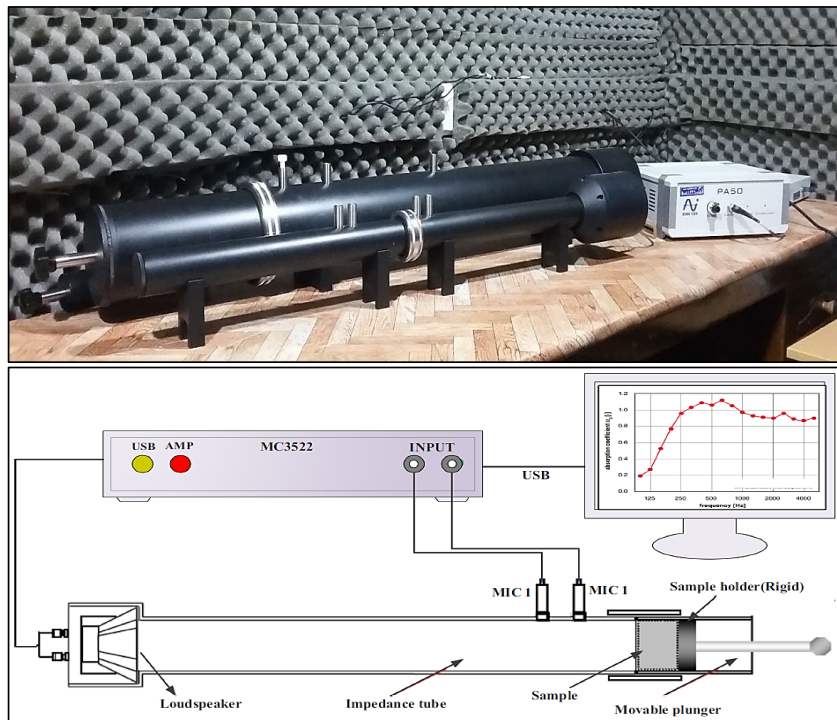 PA50
USB
AMP
MC3522
INPUT
USB
1.2
1.0
0.8
0.6
0.4
0.2
0.0
125
250
500
1000
2000
4000
frequency [Hz]
MIC 1
MIC 1
Sample holder(Rigid)
Loudspeaker
Impedance tube
Sample
Movable plunger
absorption coefficient